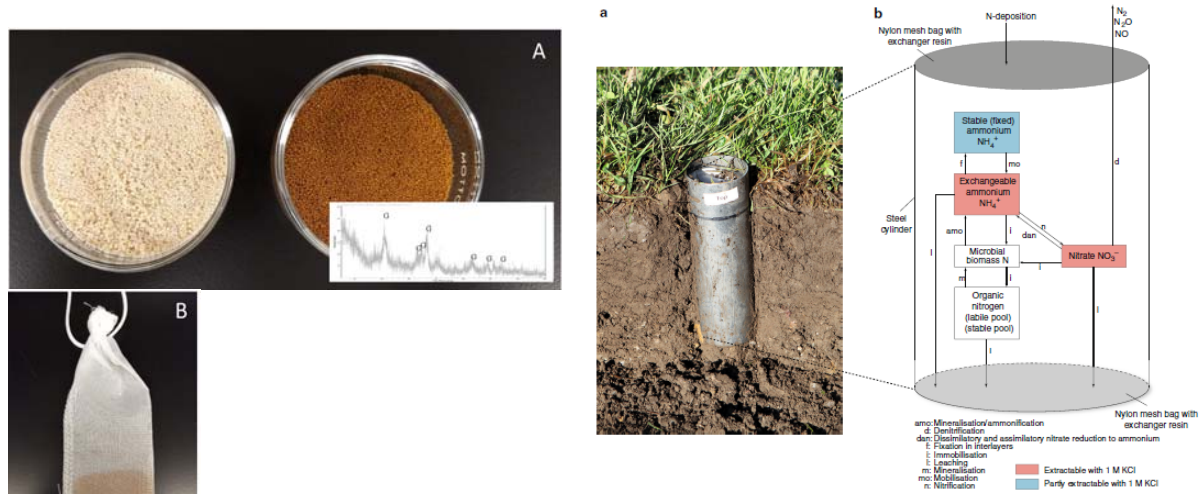 A
G
G
G
G
G
G
G
G
B
a
b
N-deposition
N2
N2O
NO
Nylon mesh bag with
exchanger resin
Stable (fixed)
ammonium
NH4+
f
mo
Exchangeable
ammonium
NH4+
d
Steel
cylinder
amo
i
dan
n
l
Microbial
biomass N
i
Nitrate NO3−
m
i
Organic
nitrogen
(labile pool)
(stable pool)
l
l
Nylon mesh bag with
exchanger resin
amo: Mineralisation/ammonification
d: Denitrification
dan: Dissimilatory and assimilatory nitrate reduction to ammonium
f: Fixation in interlayers
i: Immobilisation
l: Leaching
m: Mineralisation
mo: Mobilisation
n: Nitrification
Extractable with 1 M KCl
Partly extractable with 1 M KCl